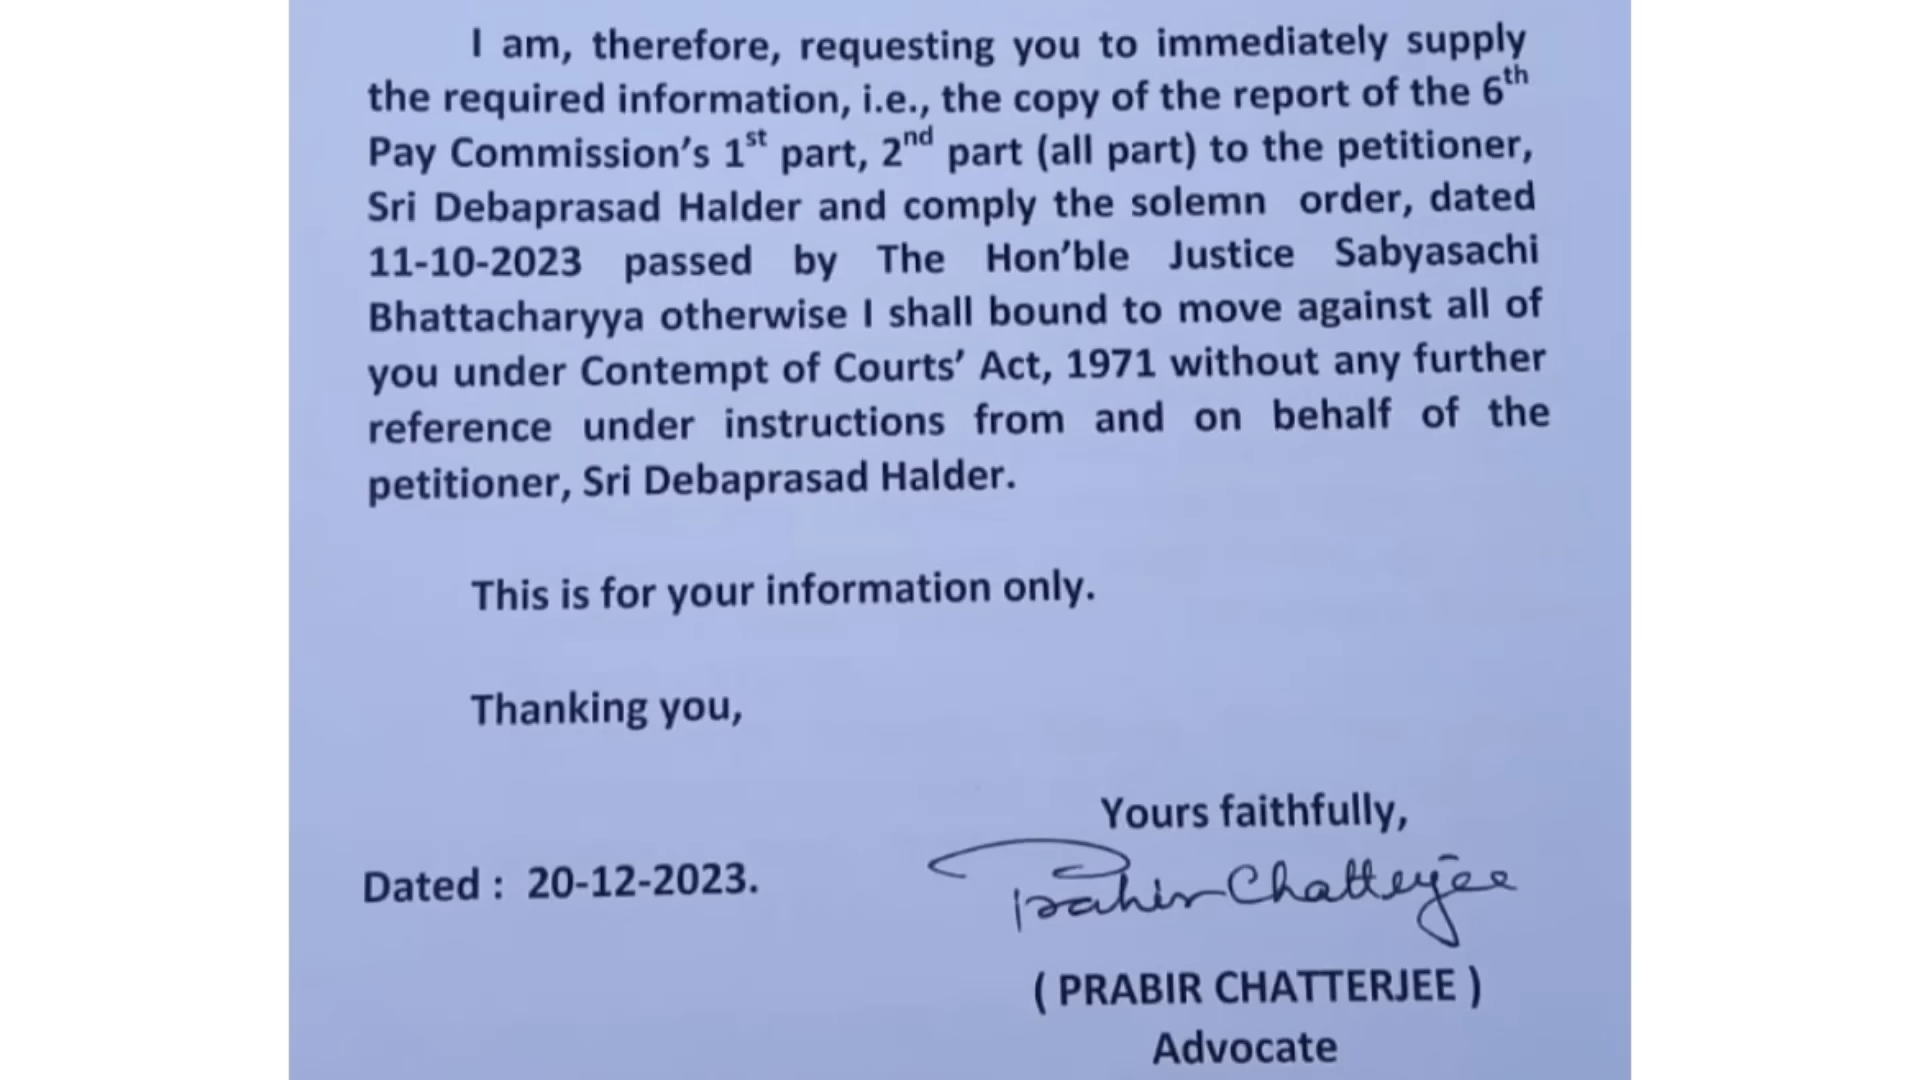 I am, therefore, requesting you to immediately supply
the required information, i.e., the copy of the report of the 6th
Pay Commission’s 1st part, 2nd part (all part) to the petitioner,
Sri Debaprasad Halder and comply the solemn order, dated
11-10-2023 passed by The Hon’ble Justice Sabyasachi
Bhattacharyya otherwise I shall bound to move against all of
you under Contempt of Courts’ Act, 1971 without any further
reference under instructions from and on behalf of the
petitioner, Sri Debaprasad Halder.
This is for your information only.
Thanking you,
Yours faithfully,
Dated : 20-12-2023.
Prabir Chatterjee
( PRABIR CHATTERJEE )
Advocate